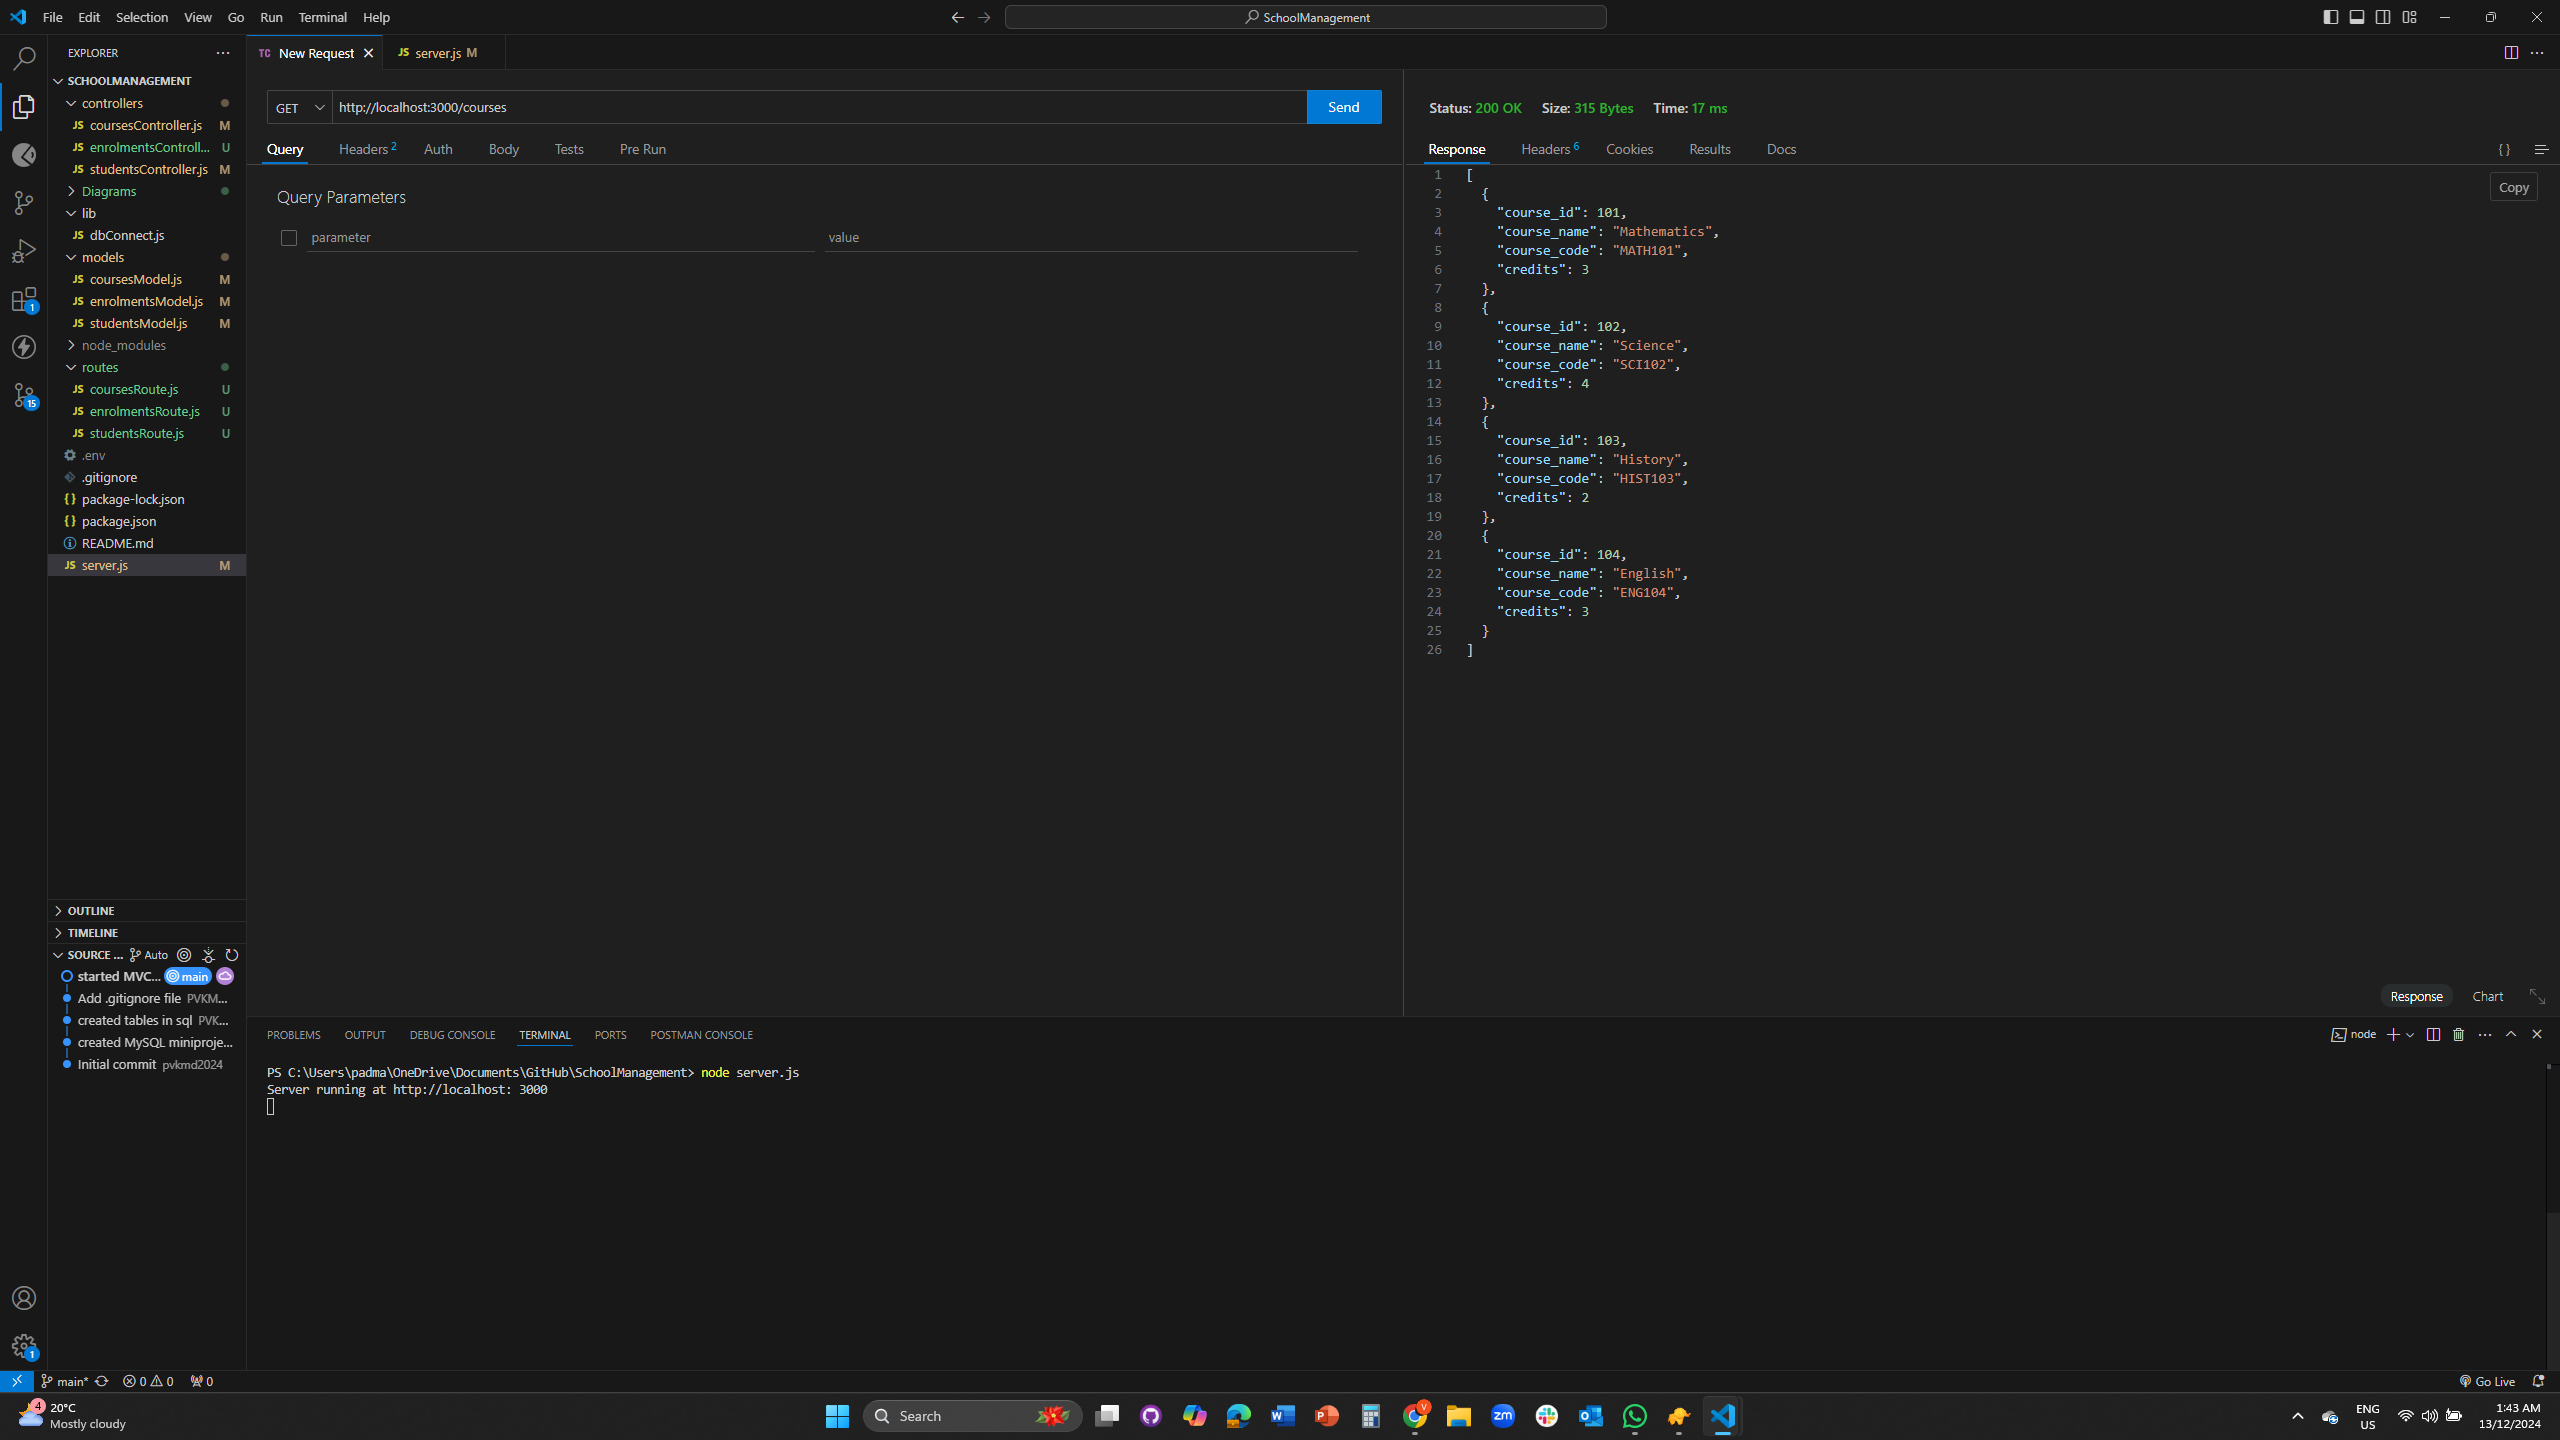 File Edit Selection View Go Run Terminal Help
SchoolManagement
EXPLORER
SCHOOLMANAGEMENT
controllers
JS coursesController.js M
JS enrolmentsControll... U
JS studentsController.js M
Diagrams
lib
JS dbConnect.js
models
JS coursesModel.js M
JS enrolmentsModel.js M
JS studentsModel.js M
node_modules
routes
JS coursesRoute.js U
JS enrolmentsRoute.js U
JS studentsRoute.js U
.env
.gitignore
{} package-lock.json
{} package.json
README.md
JS server.js M
1
15
OUTLINE
TIMELINE
SOURCE ... Auto
started MVC... main
Add .gitignore file PVKM...
created tables in sql PVK...
created MySQL miniproje...
Initial commit pvkmd2024
1
TC New Request
JS server.js M
GET http://localhost:3000/courses Send
Query Headers 2 Auth Body Tests Pre Run
Query Parameters
parameter value
Status: 200 OK Size: 315 Bytes Time: 17 ms
Response Headers 6 Cookies Results Docs { }
Copy
1 [
2 {
3 "course_id": 101,
4 "course_name": "Mathematics",
5 "course_code": "MATH101",
6 "credits": 3
7 },
8 {
9 "course_id": 102,
10 "course_name": "Science",
11 "course_code": "SCI102",
12 "credits": 4
13 },
14 {
15 "course_id": 103,
16 "course_name": "History",
17 "course_code": "HIST103",
18 "credits": 2
19 },
20 {
21 "course_id": 104,
22 "course_name": "English",
23 "course_code": "ENG104",
24 "credits": 3
25 }
26 ]
Response Chart
PROBLEMS OUTPUT DEBUG CONSOLE TERMINAL PORTS POSTMAN CONSOLE
node
PS C:\Users\padma\OneDrive\Documents\GitHub\SchoolManagement> node server.js
Server running at http://localhost: 3000
main* 0 0 0
Go Live
4
20°C
Mostly cloudy
Search
W
P
V
zm
ENG
US
1:43 AM
13/12/2024